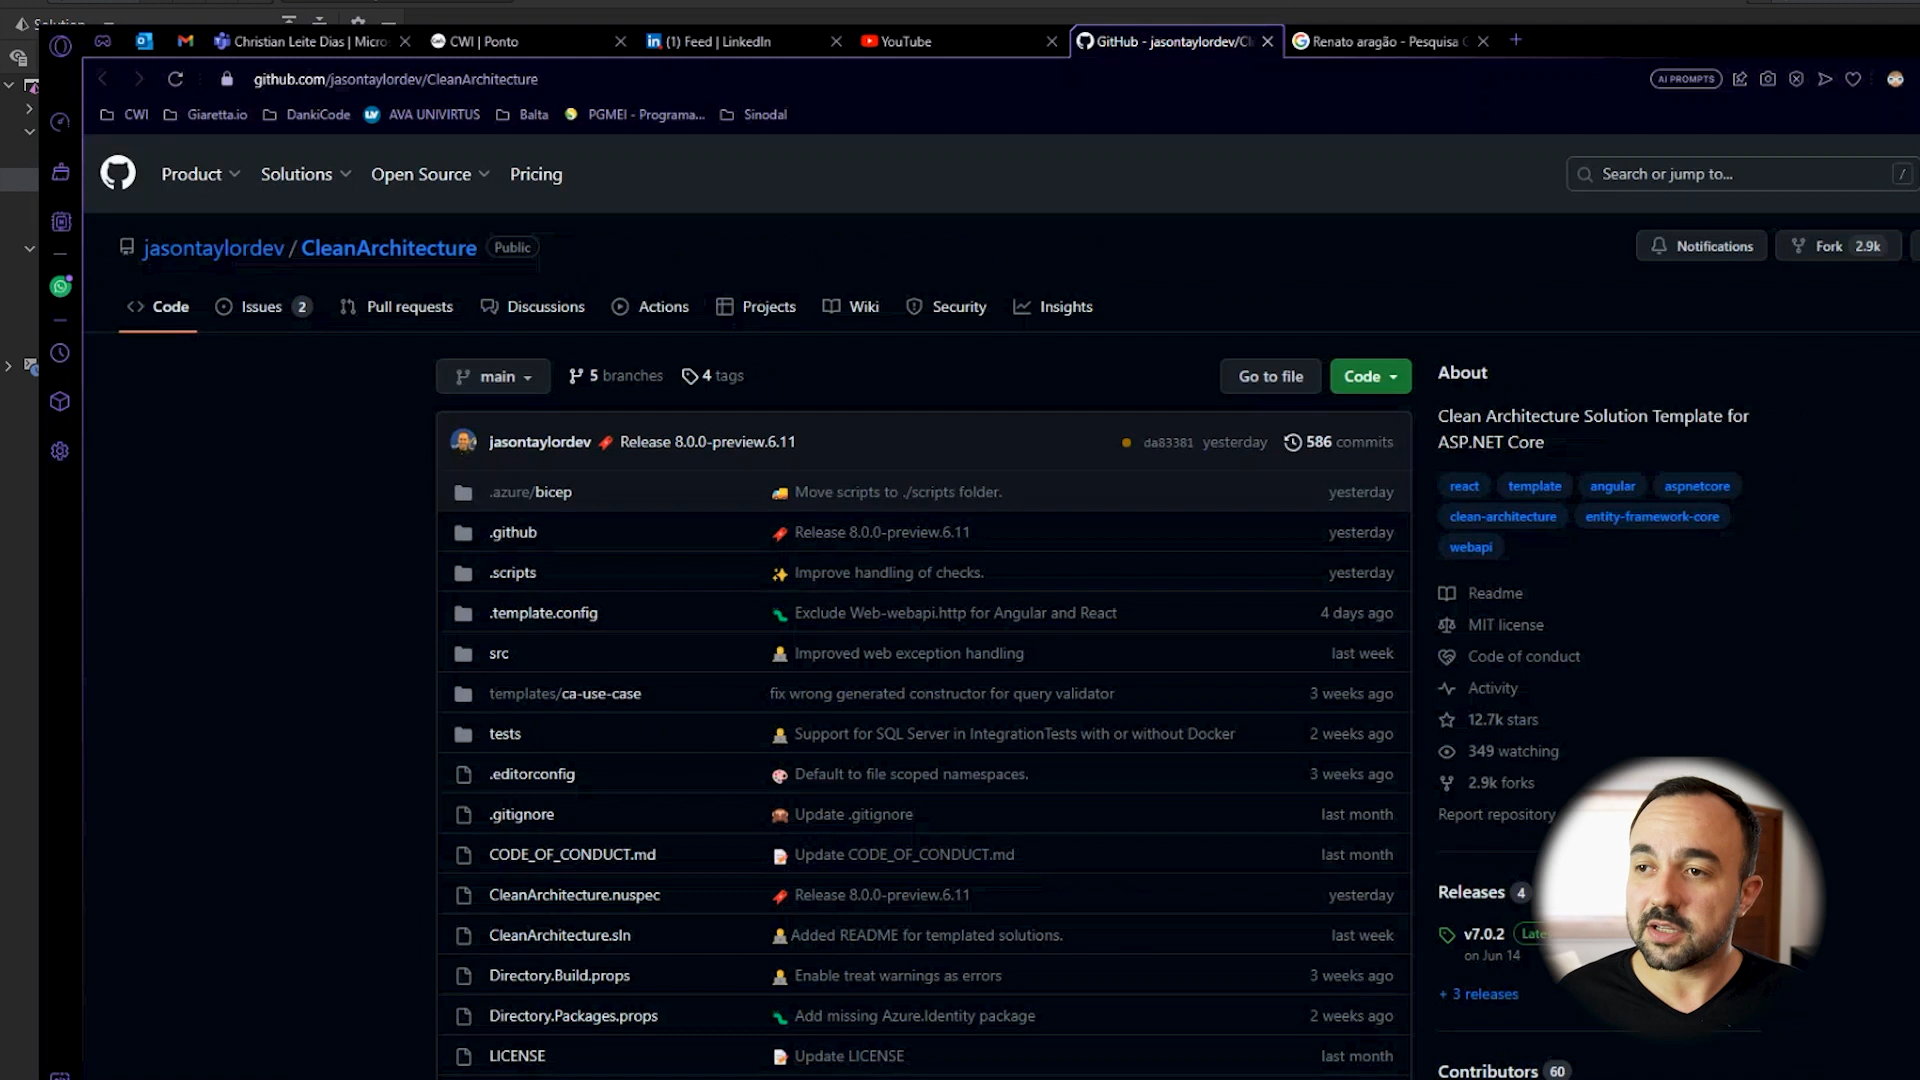 Solution
Christian Leite Dias | Micro
CWI | Ponto
(1) Feed | LinkedIn
YouTube
GitHub - jasontaylordev/Cl
Renato aragão - Pesquisa G
github.com/jasontaylordev/CleanArchitecture
AI PROMPTS
CWI
Giaretta.io
DankiCode
AVA UNIVIRTUS
Balta
PGMEI - Programa...
Sinodal
Product
Solutions
Open Source
Pricing
Search or jump to...
/
jasontaylordev / CleanArchitecture
Public
Notifications
Fork 2.9k
Code
Issues 2
Pull requests
Discussions
Actions
Projects
Wiki
Security
Insights
main
5 branches
4 tags
Go to file
Code
jasontaylordev Release 8.0.0-preview.6.11
da83381 yesterday
586 commits
.azure/bicep Move scripts to ./scripts folder. yesterday
.github Release 8.0.0-preview.6.11 yesterday
.scripts Improve handling of checks. yesterday
.template.config Exclude Web-webapi.http for Angular and React 4 days ago
src Improved web exception handling last week
templates/ca-use-case fix wrong generated constructor for query validator 3 weeks ago
tests Support for SQL Server in IntegrationTests with or without Docker 2 weeks ago
.editorconfig Default to file scoped namespaces. 3 weeks ago
.gitignore Update .gitignore last month
CODE_OF_CONDUCT.md Update CODE_OF_CONDUCT.md last month
CleanArchitecture.nuspec Release 8.0.0-preview.6.11 yesterday
CleanArchitecture.sln Added README for templated solutions. last week
Directory.Build.props Enable treat warnings as errors 3 weeks ago
Directory.Packages.props Add missing Azure.Identity package 2 weeks ago
LICENSE Update LICENSE last month
About
Clean Architecture Solution Template for
ASP.NET Core
react template angular aspnetcore
clean-architecture entity-framework-core
webapi
Readme
MIT license
Code of conduct
Activity
12.7k stars
349 watching
2.9k forks
Report repository
Releases 4
v7.0.2 Late
on Jun 14
+ 3 releases
Contributors 60